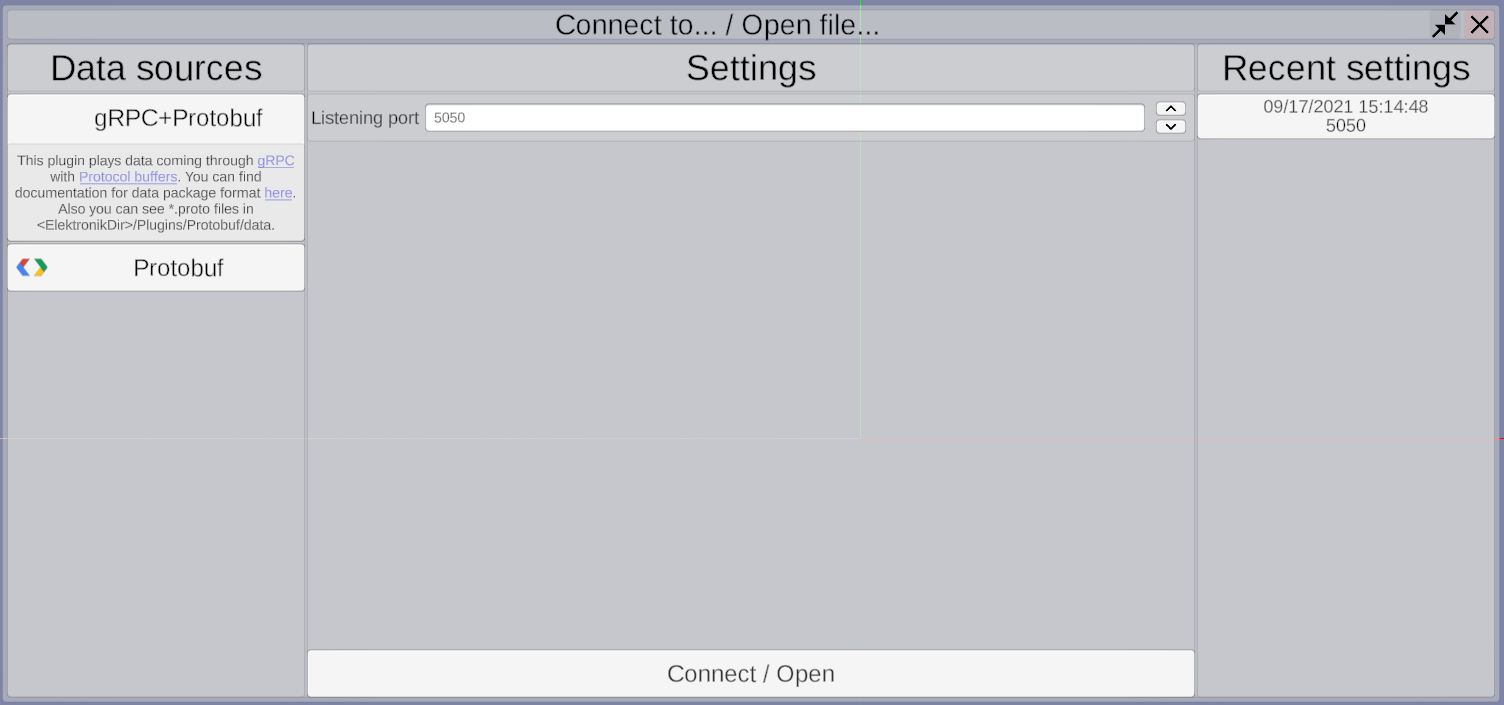 Connect to... / Open file...
Data sources
Settings
Recent settings
gRPC+Protobuf
This plugin plays data coming through gRPC
with Protocol buffers. You can find
documentation for data package format here.
Also you can see *.proto files in
<ElektronikDir>/Plugins/Protobuf/data.
Protobuf
Listening port 5050
09/17/2021 15:14:48
5050
Connect / Open